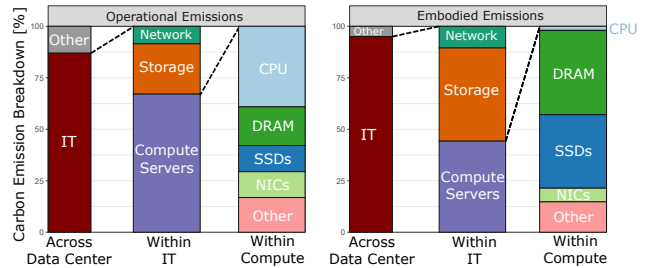 Operational Emissions
Carbon Emission Breakdown [%]
100
75
50
25
0
Other
IT
Network
Storage
Compute
Servers
CPU
DRAM
SSDs
NICs
Other
Across
Data Center
Within
IT
Within
Compute
Embodied Emissions
100
75
50
25
0
Other
IT
Network
Storage
Compute
Servers
CPU
DRAM
SSDs
NICs
Other
Across
Data Center
Within
IT
Within
Compute